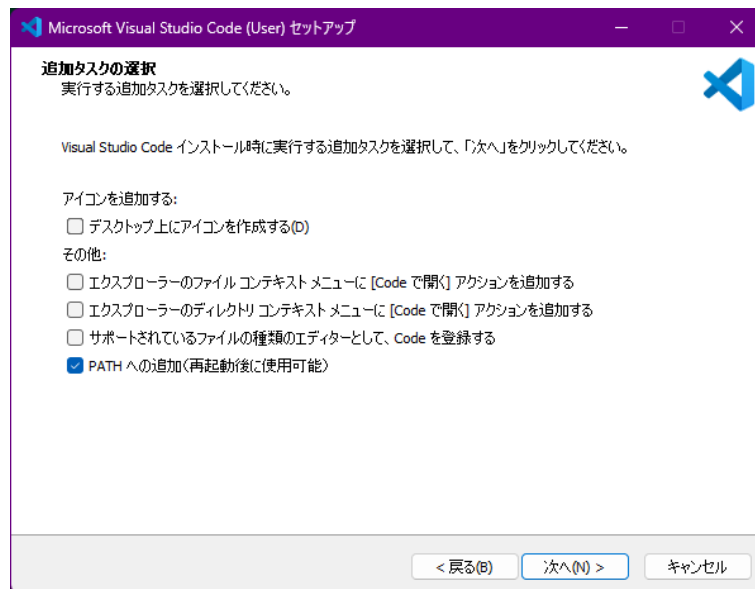 Microsoft Visual Studio Code (User) セットアップ
追加タスクの選択
実行する追加タスクを選択してください。
Visual Studio Code インストール時に実行する追加タスクを選択して、「次へ」をクリックしてください。
アイコンを追加する:
デスクトップ上にアイコンを作成する(D)
その他:
エクスプローラーのファイル コンテキスト メニューに [Code で開く] アクションを追加する
エクスプローラーのディレクトリ コンテキスト メニューに [Code で開く] アクションを追加する
サポートされているファイルの種類のエディターとして、Code を登録する
PATH への追加(再起動後に使用可能)
< 戻る(B) 次へ(N) > キャンセル